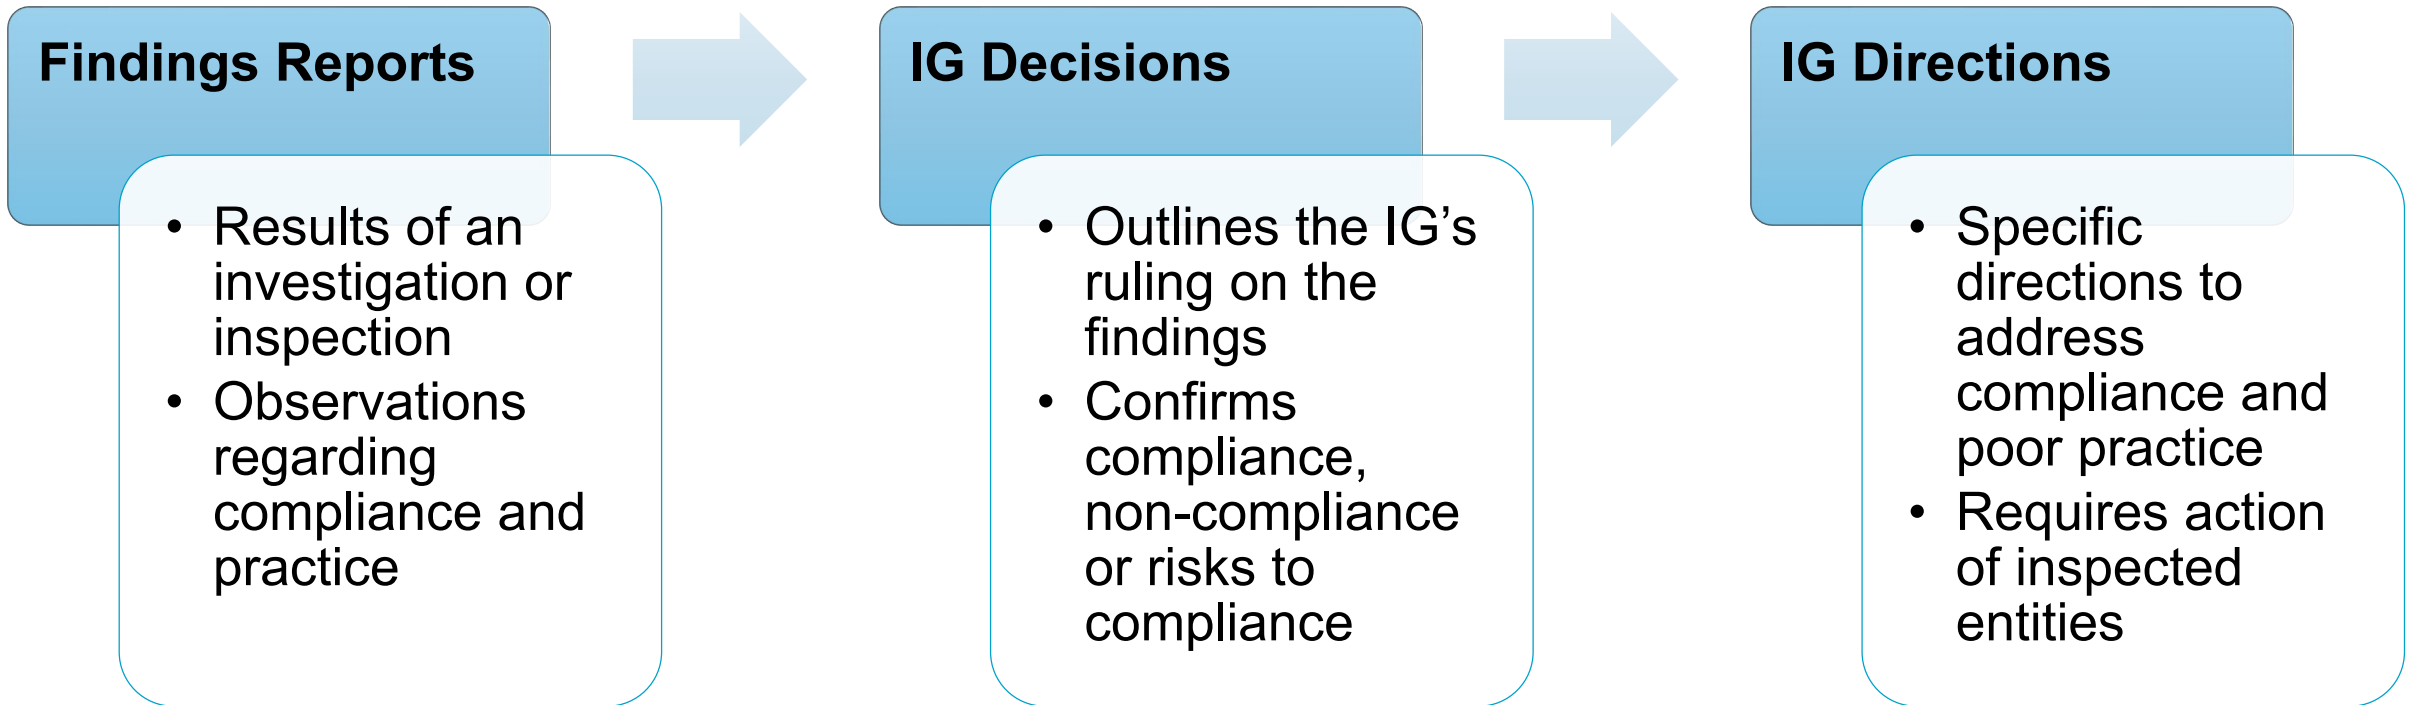 Findings Reports
• Results of an
investigation or
inspection
• Observations
regarding
compliance and
practice
IG Decisions
• Outlines the IG’s
ruling on the
findings
• Confirms
compliance,
non-compliance
or risks to
compliance
IG Directions
• Specific
directions to
address
compliance and
poor practice
• Requires action
of inspected
entities